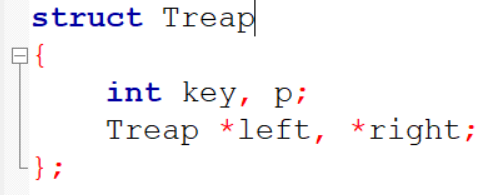 struct Treap
{
int key, p;
Treap *left, *right;
};